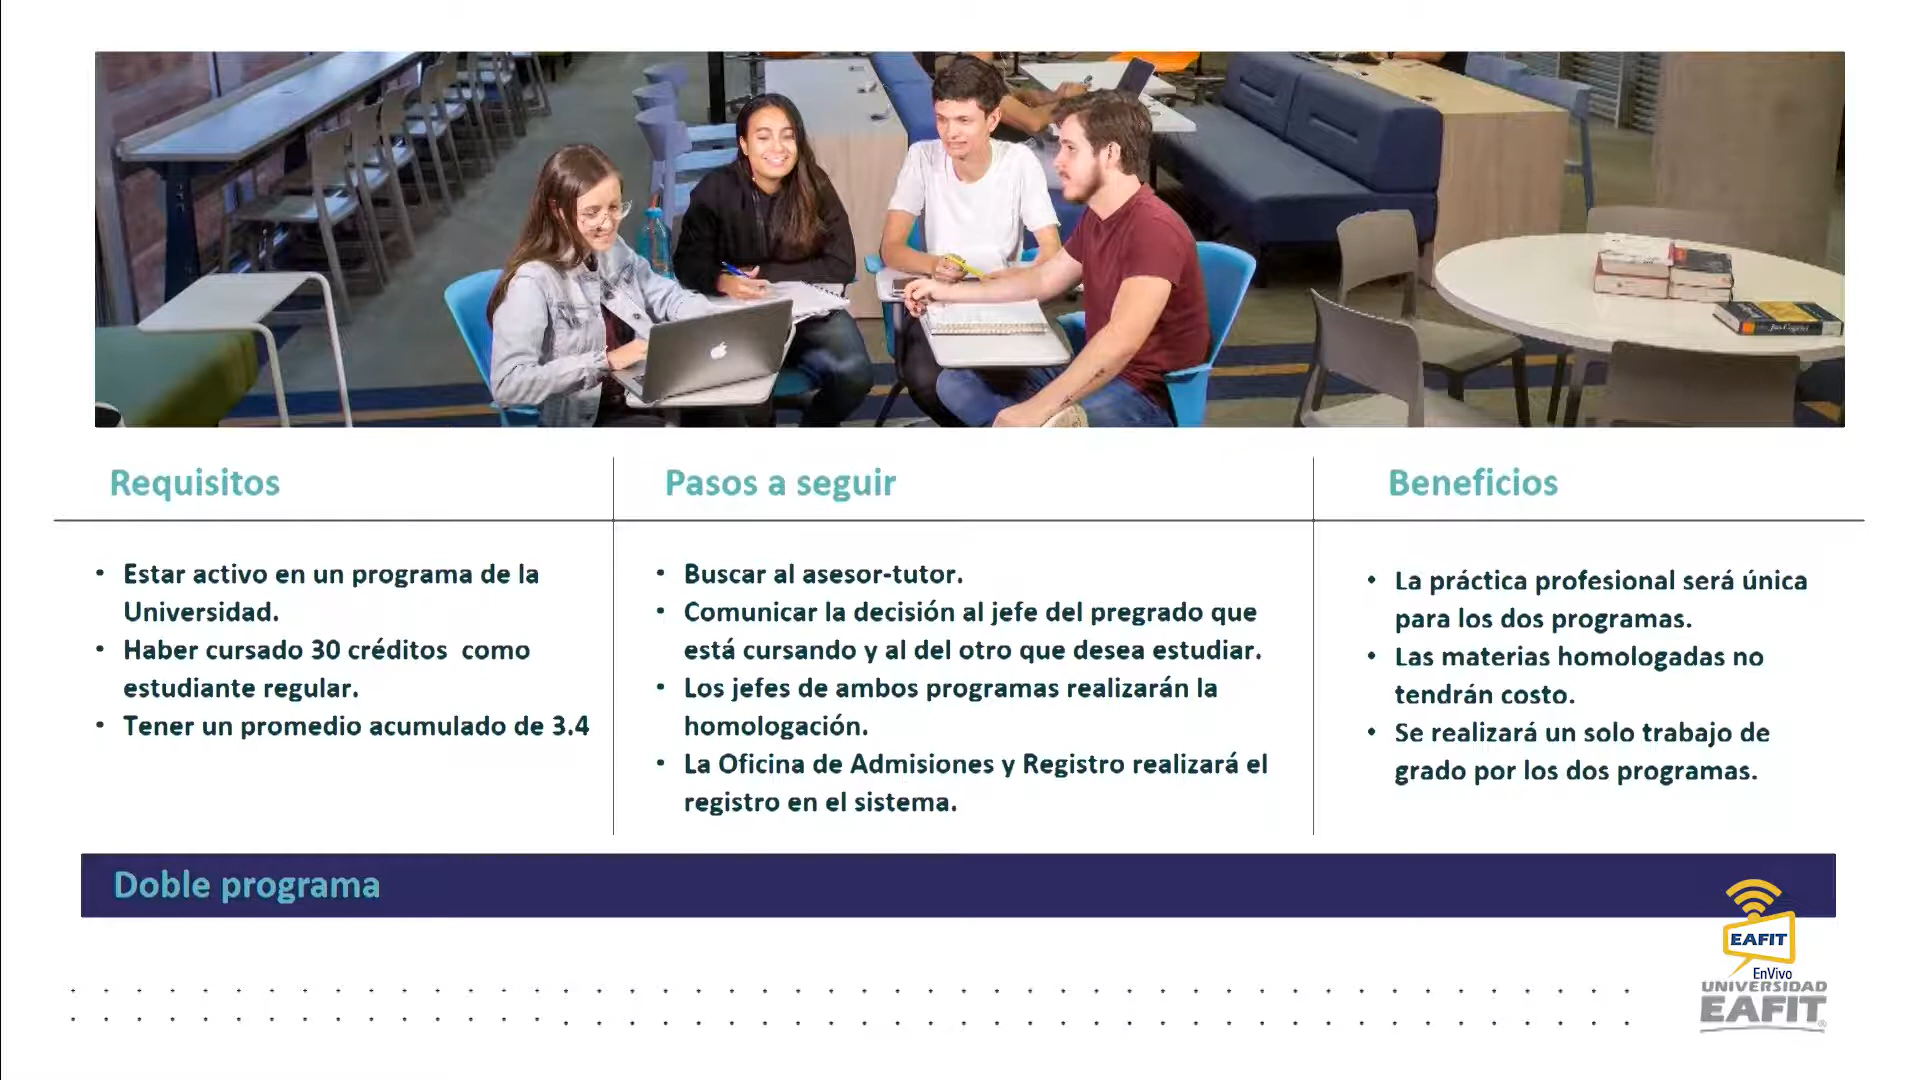 Requisitos
Estar activo en un programa de la
Universidad.
Haber cursado 30 créditos como
estudiante regular.
Tener un promedio acumulado de 3.4
Pasos a seguir
Buscar al asesor-tutor.
Comunicar la decisión al jefe del pregrado que
está cursando y al del otro que desea estudiar.
Los jefes de ambos programas realizarán la
homologación.
La Oficina de Admisiones y Registro realizará el
registro en el sistema.
Beneficios
La práctica profesional será única
para los dos programas.
Las materias homologadas no
tendrán costo.
Se realizará un solo trabajo de
grado por los dos programas.
Doble programa
EAFIT
EnVivo
UNIVERSIDAD
EAFIT